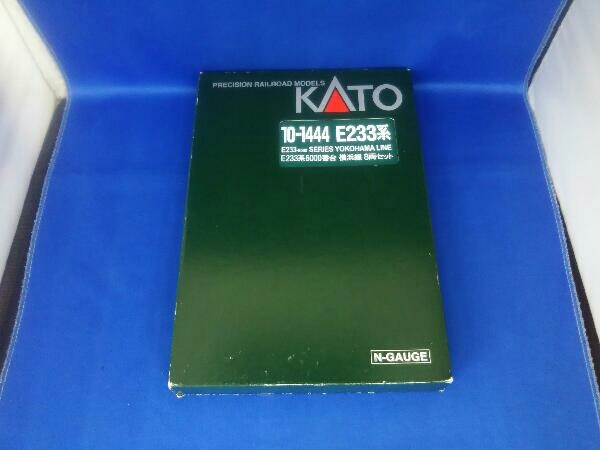 PRECISION RAILROAD MODELS
KATO
10-1444 E233系
E233-6000 SERIES YOKOHAMA LINE
E233系6000番台 横浜線 8両セット
N-GAUGE